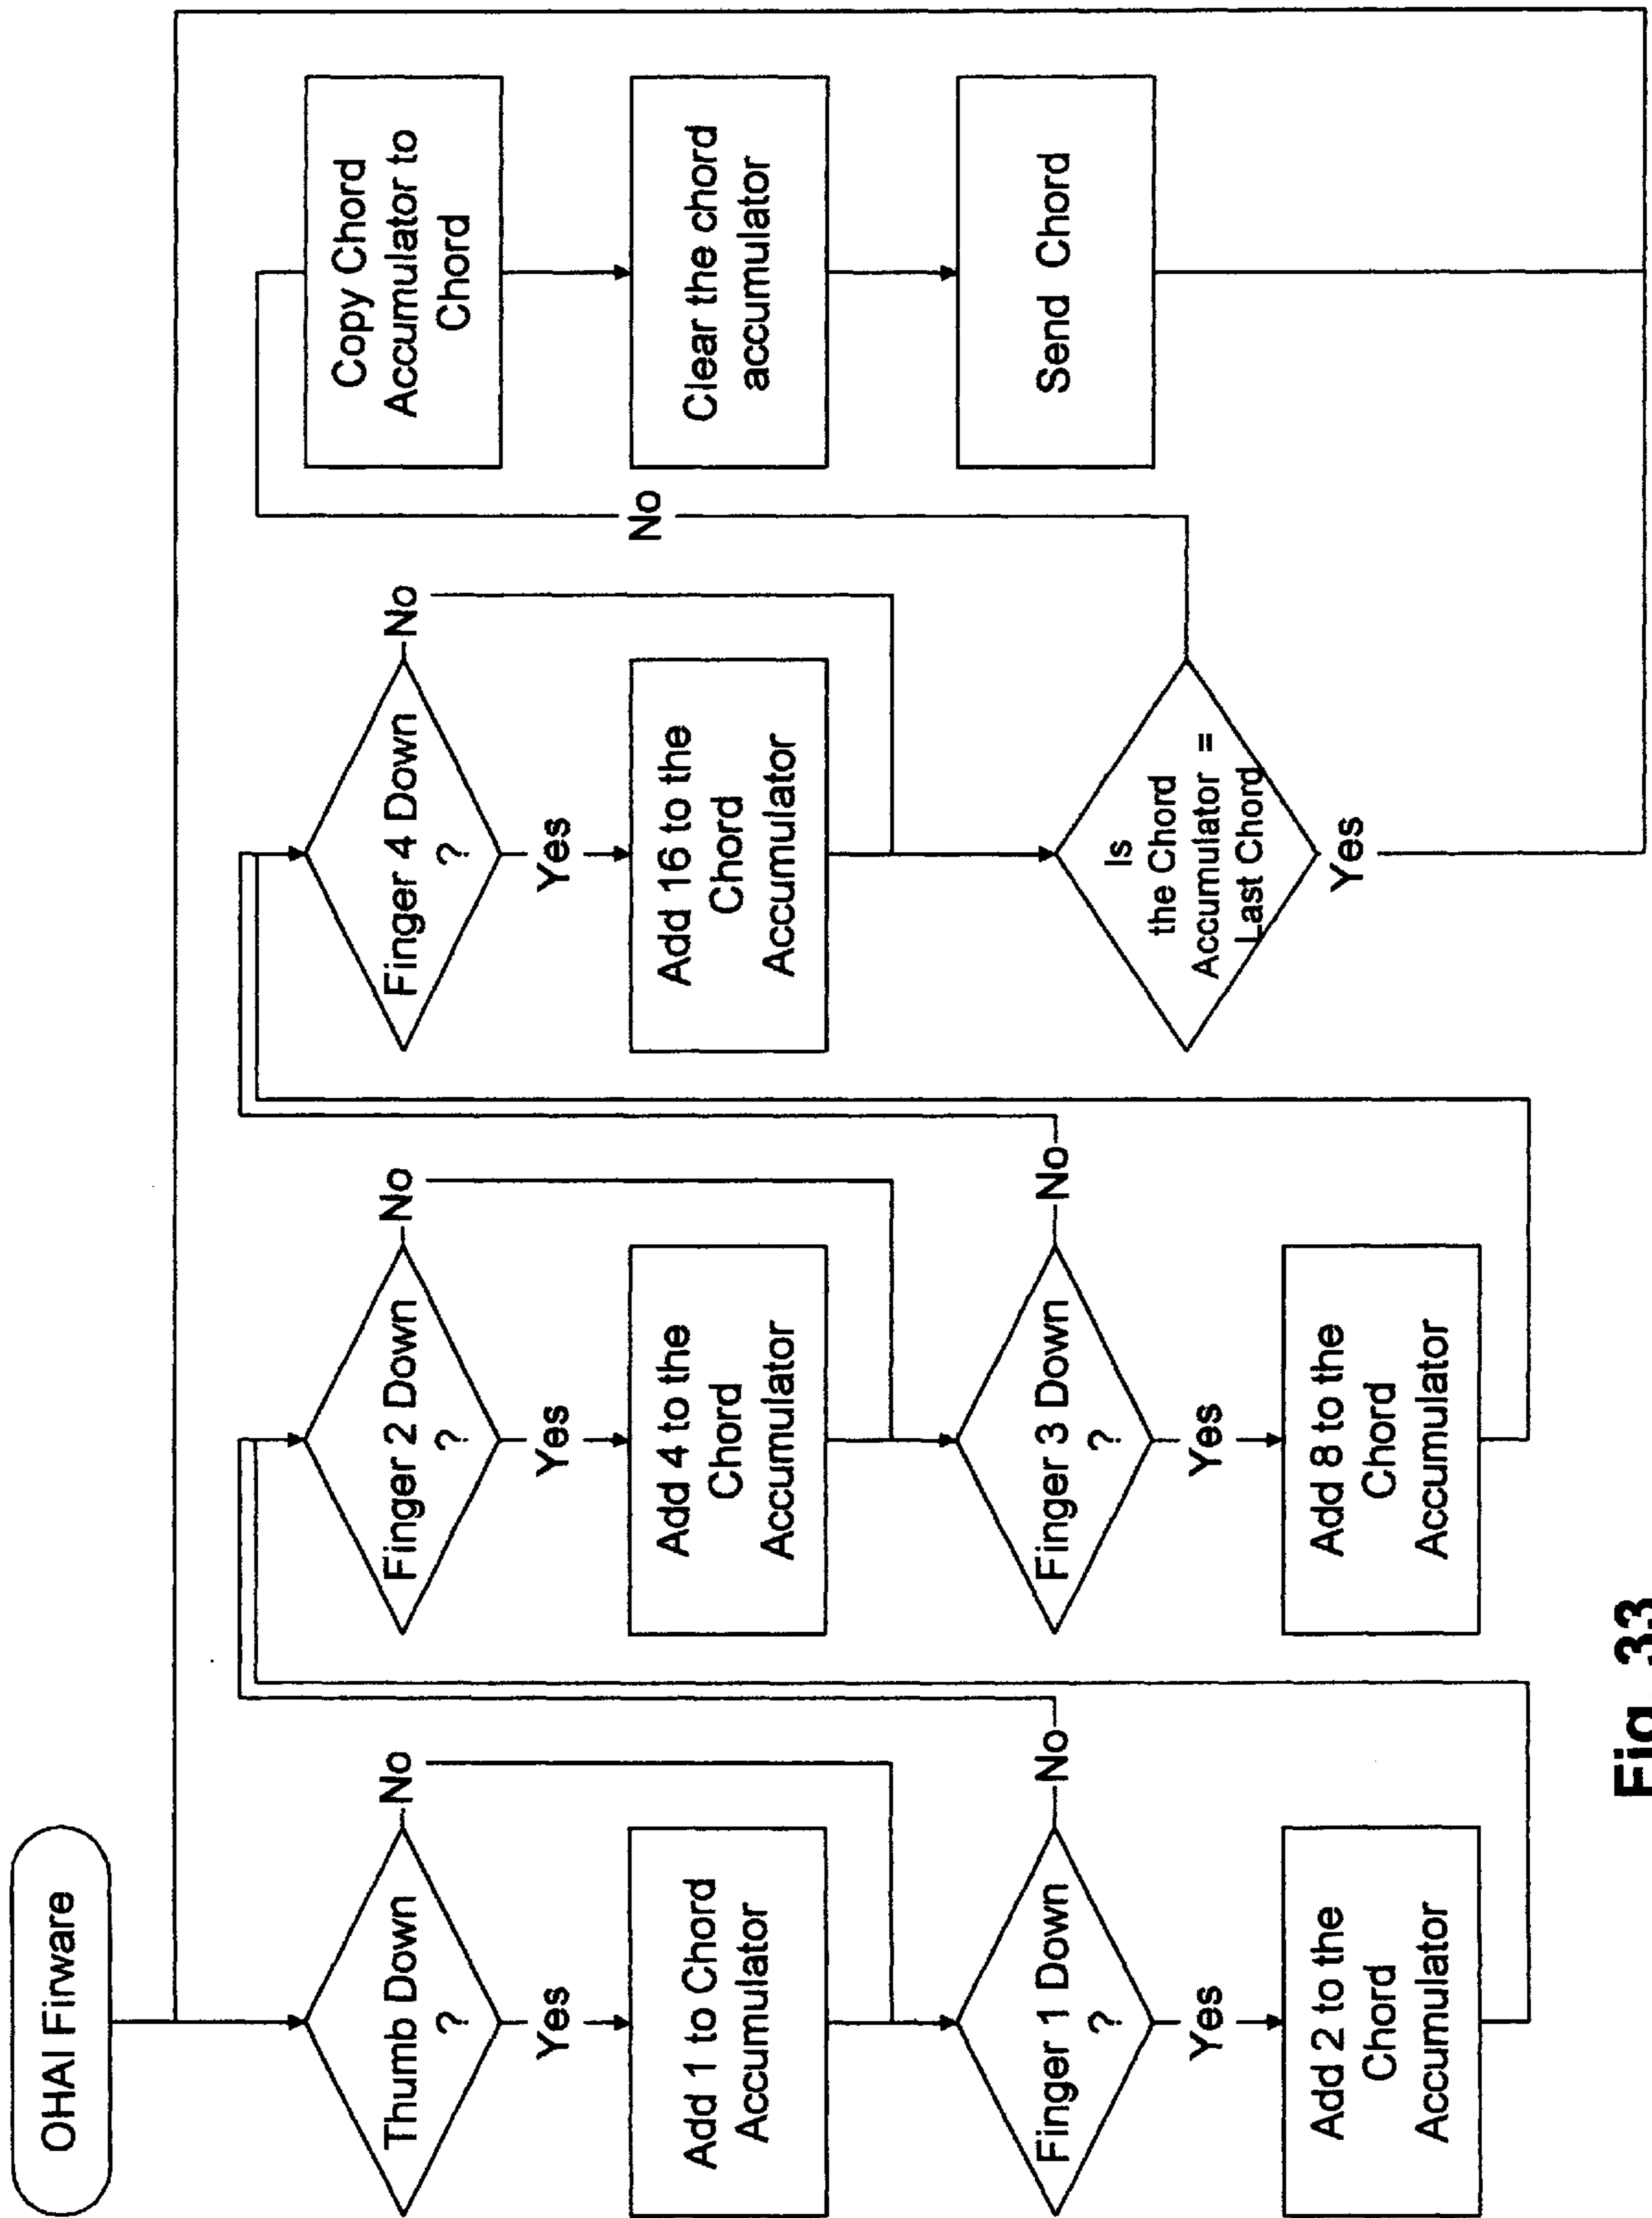 OHAI Firware
Thumb Down
?
No
Yes
Add 1 to Chord
Accumulator
Finger 1 Down
?
No
Yes
Add 2 to the
Chord
Accumulator
Finger 2 Down
?
No
Yes
Add 4 to the
Chord
Accumulator
Finger 3 Down
?
No
Yes
Add 8 to the
Chord
Accumulator
Finger 4 Down
?
No
Yes
Add 16 to the
Chord
Accumulator
Is
the Chord
Accumulator =
Last Chord
Yes
No
Copy Chord
Accumulator to
Chord
Clear the chord
accumulator
Send Chord
Fig. 33